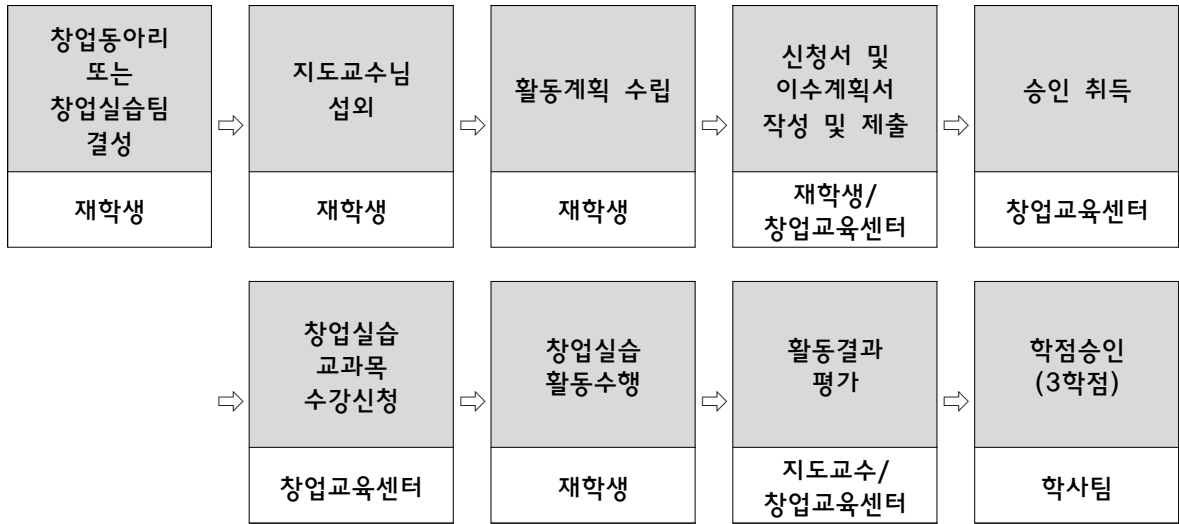 창업동아리
또는
창업실습팀
결성
재학생
⇨
지도교수님
섭외
재학생
⇨
활동계획 수립
재학생
⇨
신청서 및
이수계획서
작성 및 제출
재학생/
창업교육센터
⇨
승인 취득
창업교육센터
⇨
창업실습
교과목
수강신청
창업교육센터
⇨
창업실습
활동수행
재학생
⇨
활동결과
평가
지도교수/
창업교육센터
⇨
학점승인
(3학점)
학사팀